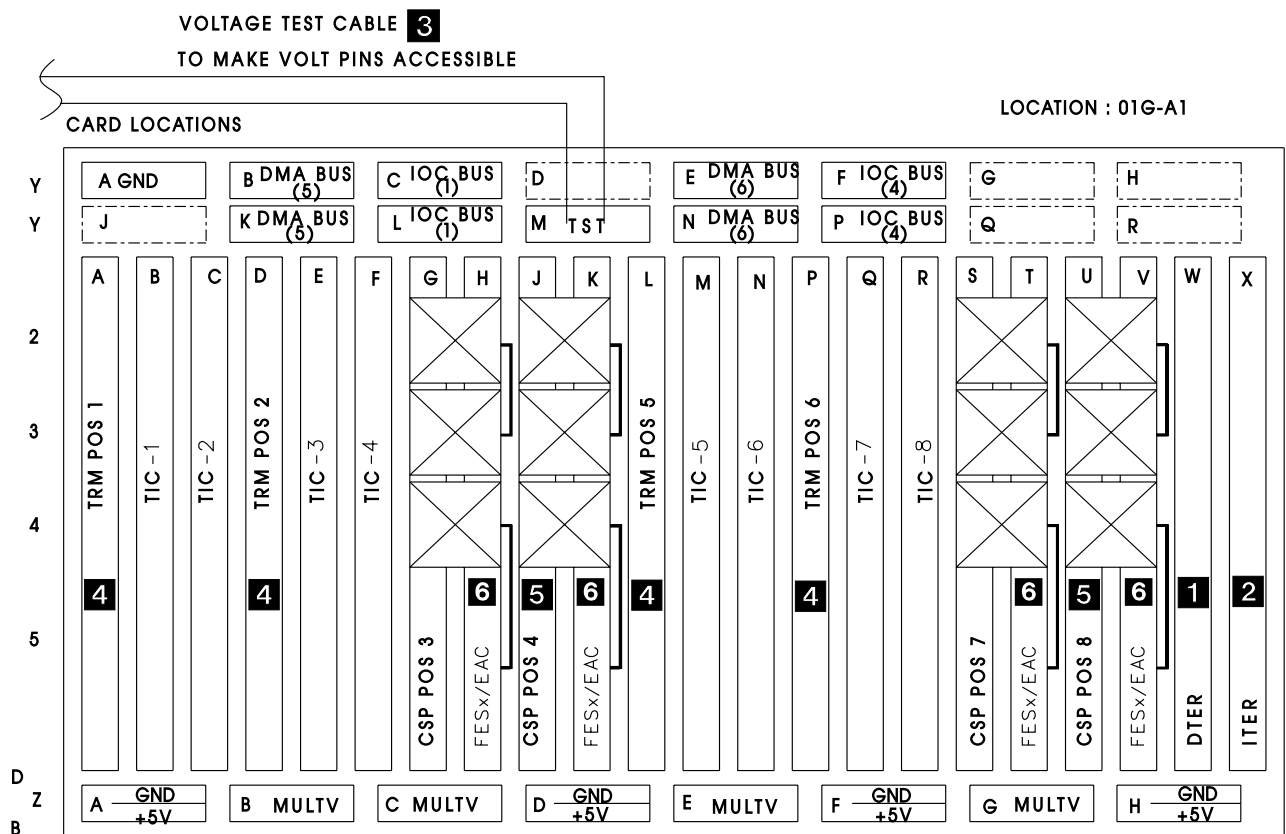 VOLTAGE TEST CABLE 3
TO MAKE VOLT PINS ACCESSIBLE
LOCATION : 01G-A1
CARD LOCATIONS
Y A GND B DMA BUS (5) C IOC BUS (1) D E DMA BUS (6) F IOC BUS (4) G H
Y J K DMA BUS (5) L IOC BUS (1) M TST N DMA BUS (6) P IOC BUS (4) Q R
A B C D E F G H J K L M N P Q R S T U V W X
2
3
4
5
TRM POS 1
TIC-1
TIC-2
TRM POS 2
TIC-3
TIC-4
TRM POS 5
TIC-5
TIC-6
TRM POS 6
TIC-7
TIC-8
4 4 6 5 6 4 4 6 5 6 1 2
CSP POS 3
FESx/EAC
CSP POS 4
FESx/EAC
CSP POS 7
FESx/EAC
CSP POS 8
FESx/EAC
DTER
ITER
D
Z A GND +5V B MULTV C MULTV D GND +5V E MULTV F GND +5V G MULTV H GND +5V
B